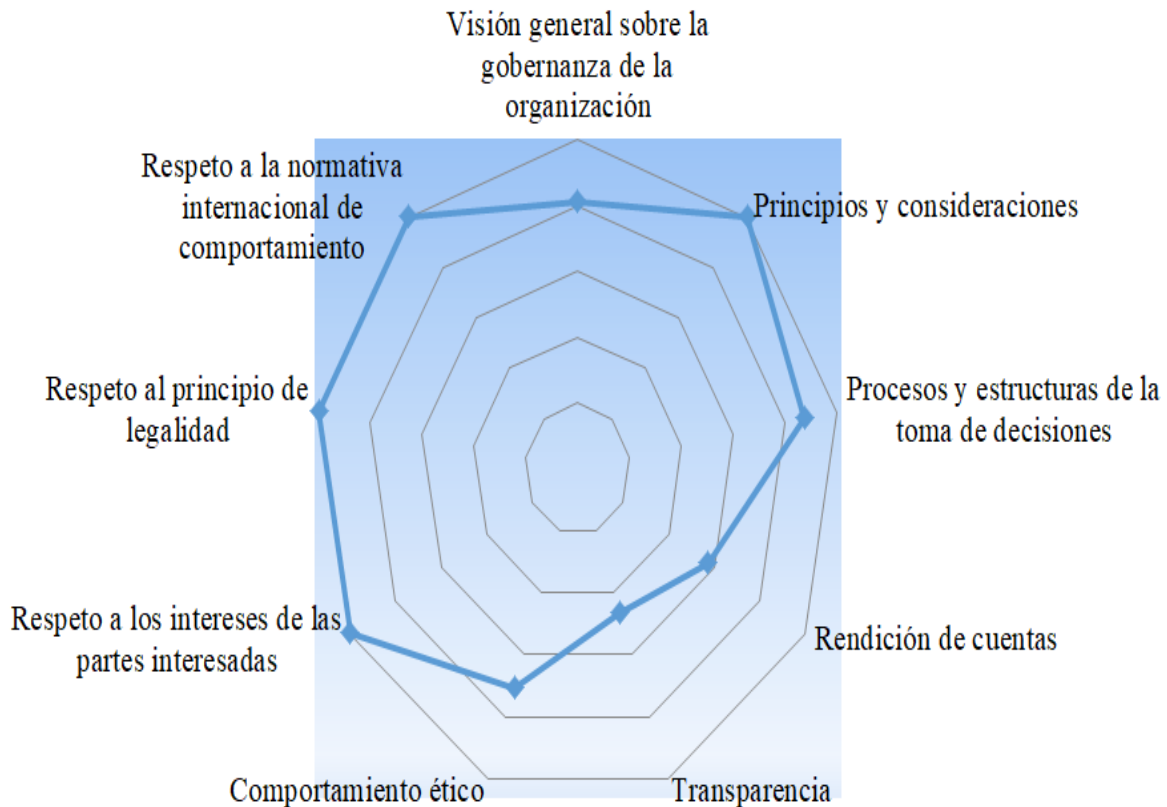 Visión general sobre la
gobernanza de la
organización
Principios y consideraciones
Procesos y estructuras de la
toma de decisiones
Rendición de cuentas
Transparencia
Comportamiento ético
Respeto a los intereses de las
partes interesadas
Respeto al principio de
legalidad
Respeto a la normativa
internacional de
comportamiento